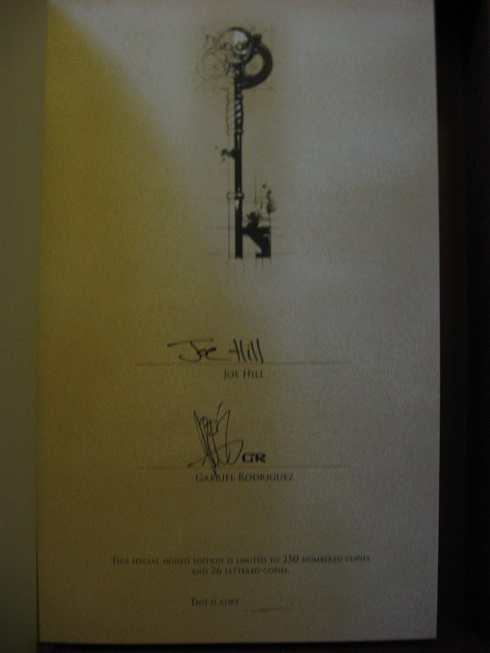 Joe Hill
JOE HILL
GR
GABRIEL RODRIGUEZ
THIS SPECIAL SIGNED EDITION IS LIMITED TO 250 NUMBERED COPIES
AND 26 LETTERED COPIES.
THIS IS COPY